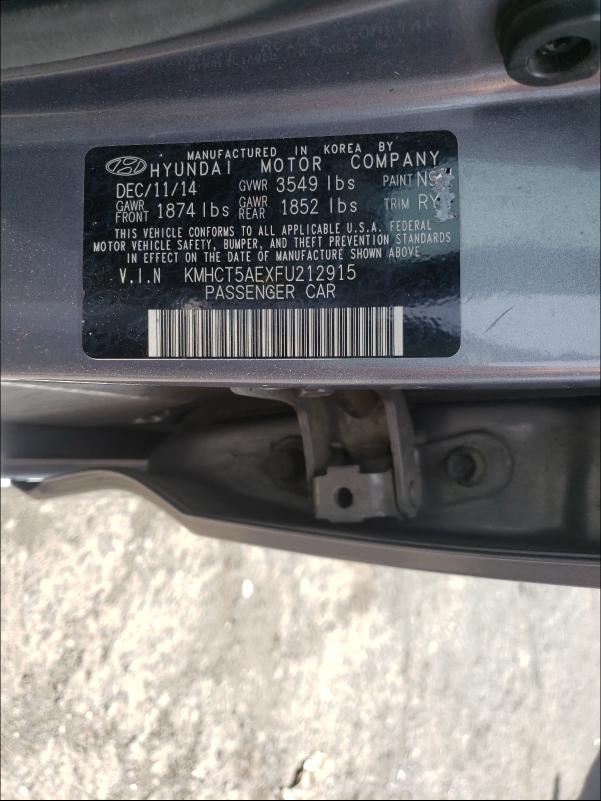 MANUFACTURED IN KOREA BY
HYUNDAI MOTOR COMPANY
DEC/11/14 GVWR 3549 lbs PAINT
GAWR FRONT 1874 lbs GAWR REAR 1852 lbs TRIM
THIS VEHICLE CONFORMS TO ALL APPLICABLE U.S.A. FEDERAL
MOTOR VEHICLE SAFETY, BUMPER, AND THEFT PREVENTION STANDARDS
IN EFFECT ON THE DATE OF MANUFACTURE SHOWN ABOVE
V.I.N KMHCT5AEXFU212915
PASSENGER CAR